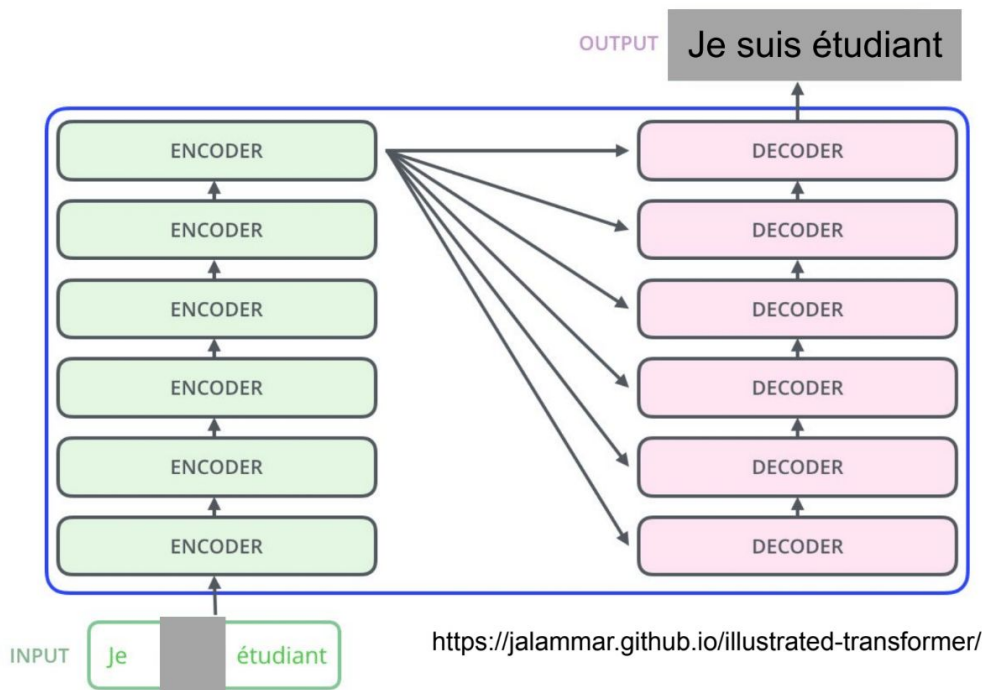 OUTPUT Je suis étudiant
ENCODER DECODER
ENCODER DECODER
ENCODER DECODER
ENCODER DECODER
ENCODER DECODER
ENCODER DECODER
INPUT Je étudiant
https://jalammar.github.io/illustrated-transformer/